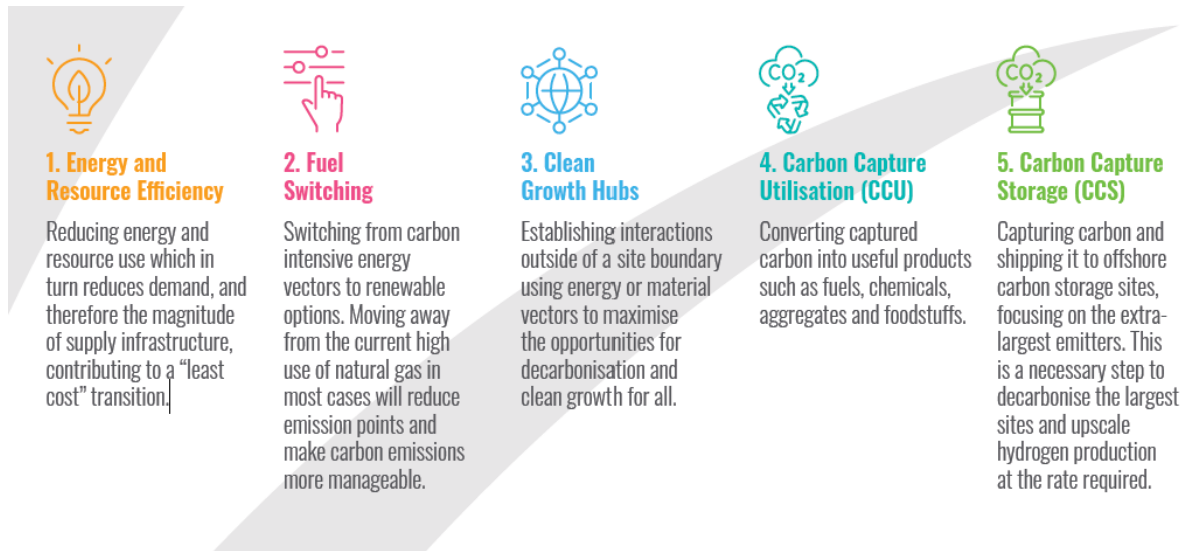 1. Energy and
Resource Efficiency
Reducing energy and
resource use which in
turn reduces demand, and
therefore the magnitude
of supply infrastructure,
contributing to a “least
cost” transition.
2. Fuel
Switching
Switching from carbon
intensive energy
vectors to renewable
options. Moving away
from the current high
use of natural gas in
most cases will reduce
emission points and
make carbon emissions
more manageable.
3. Clean
Growth Hubs
Establishing interactions
outside of a site boundary
using energy or material
vectors to maximise
the opportunities for
decarbonisation and
clean growth for all.
CO₂
4. Carbon Capture
Utilisation (CCU)
Converting captured
carbon into useful products
such as fuels, chemicals,
aggregates and foodstuffs.
CO₂
5. Carbon Capture
Storage (CCS)
Capturing carbon and
shipping it to offshore
carbon storage sites,
focusing on the extra-
largest emitters. This
is a necessary step to
decarbonise the largest
sites and upscale
hydrogen production
at the rate required.